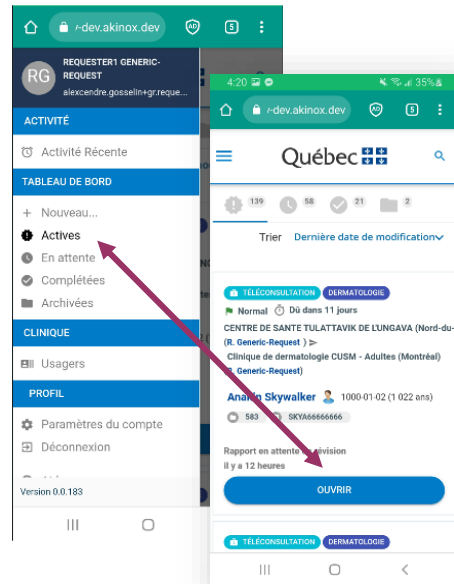 -dev.akinox.dev
5
RG
REQUESTER1 GENERIC-
REQUEST
alexcendre.gosselin+gr.reque...
ACTIVITÉ
Activité Récente
TABLEAU DE BORD
+ Nouveau...
Actives
En attente
Complétées
Archivées
CLINIQUE
Usagers
PROFIL
Paramètres du compte
Déconnexion
Version 0.0.183
4:20
35%
-dev.akinox.dev
5
Québec
139 58 21 2
Trier Dernière date de modification
TÉLÉCONSULTATION DERMATOLOGIE
Normal Dû dans 11 jours
CENTRE DE SANTE TULATTAVIK DE L'UNGAVA (Nord-du-
(R. Generic-Request )
Clinique de dermatologie CUSM - Adultes (Montréal)
Generic-Request)
Skywalker 1000-01-02 (1 022 ans)
583 SKYA66666666
Rapport en attente
Il y a 12 heures
OUVRIR
TÉLÉCONSULTATION DERMATOLOGIE